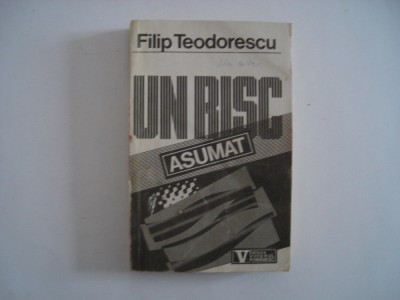 Filip Teodorescu
UN RISC
ASUMAT
V